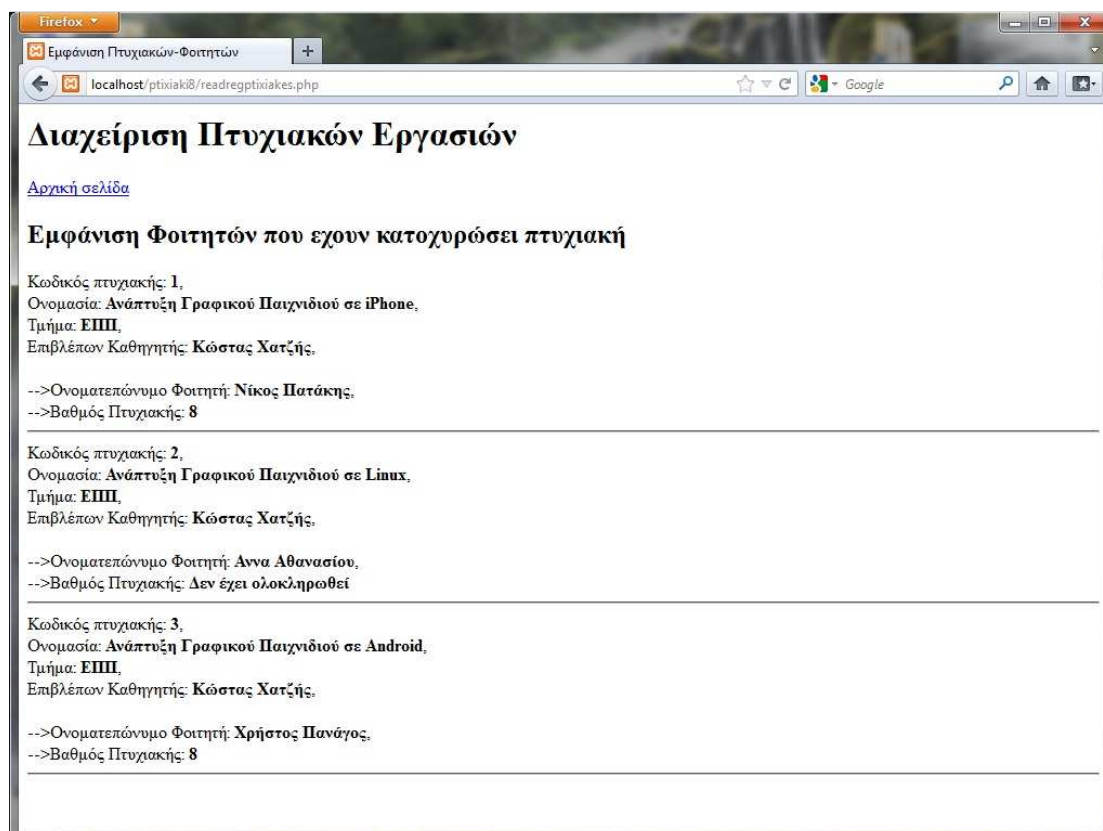 Firefox
Εμφάνιση Πτυχιακών-Φοιτητών
localhost/ptixiaki8/readregptixiakes.php
Google
Διαχείριση Πτυχιακών Εργασιών
Αρχική σελίδα
Εμφάνιση Φοιτητών που εχουν κατοχυρώσει πτυχιακή
Κωδικός πτυχιακής: 1,
Ονομασία: Ανάπτυξη Γραφικού Παιχνιδιού σε iPhone,
Τμήμα: ΕΠΠ,
Επιβλέπων Καθηγητής: Κώστας Χατζής,
-->Ονοματεπώνυμο Φοιτητή: Νίκος Πατάκης,
-->Βαθμός Πτυχιακής: 8
Κωδικός πτυχιακής: 2,
Ονομασία: Ανάπτυξη Γραφικού Παιχνιδιού σε Linux,
Τμήμα: ΕΠΠ,
Επιβλέπων Καθηγητής: Κώστας Χατζής,
-->Ονοματεπώνυμο Φοιτητή: Αννα Αθανασίου,
-->Βαθμός Πτυχιακής: Δεν έχει ολοκληρωθεί
Κωδικός πτυχιακής: 3,
Ονομασία: Ανάπτυξη Γραφικού Παιχνιδιού σε Android,
Τμήμα: ΕΠΠ,
Επιβλέπων Καθηγητής: Κώστας Χατζής,
-->Ονοματεπώνυμο Φοιτητή: Χρήστος Πανάγος,
-->Βαθμός Πτυχιακής: 8